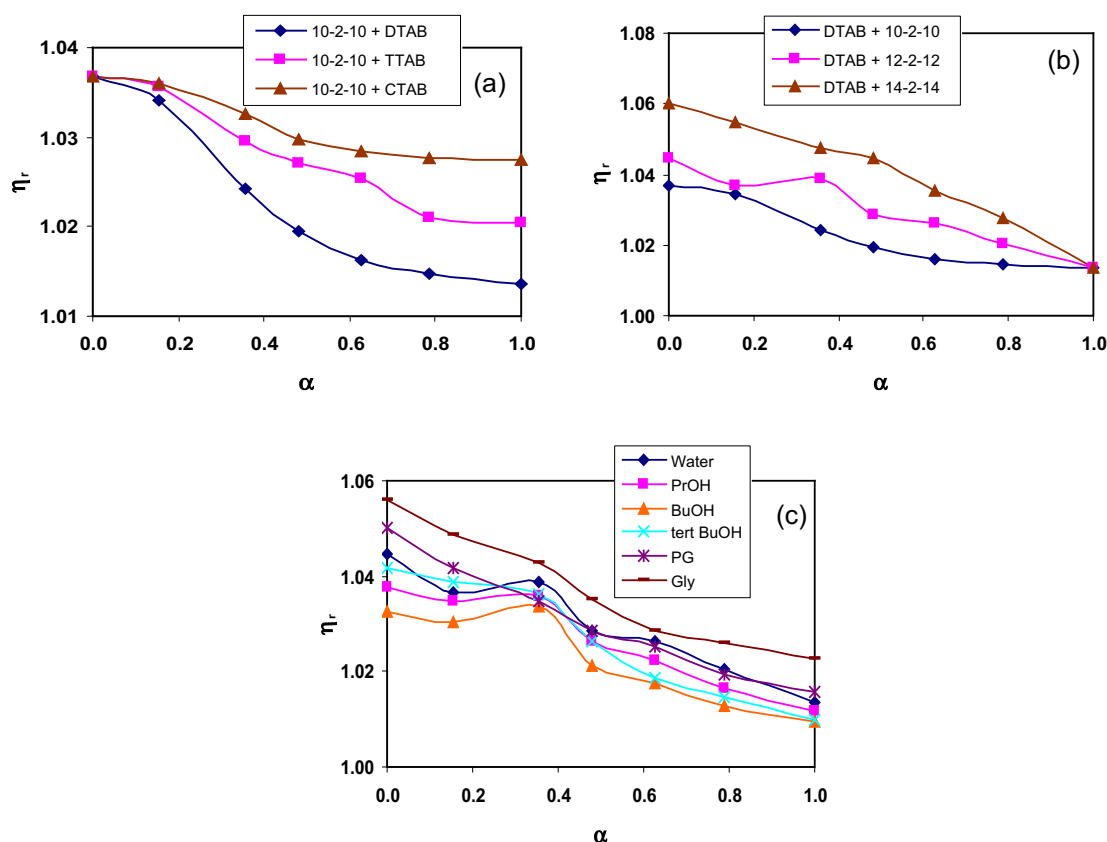 10-2-10 + DTAB
10-2-10 + TTAB
10-2-10 + CTAB
(a)
1.04
1.03
1.02
1.01
ηr
0.0 0.2 0.4 0.6 0.8 1.0
α
DTAB + 10-2-10
DTAB + 12-2-12
DTAB + 14-2-14
(b)
1.08
1.06
1.04
1.02
1.00
ηr
0.0 0.2 0.4 0.6 0.8 1.0
α
Water
PrOH
BuOH
tert BuOH
PG
Gly
(c)
1.06
1.04
1.02
1.00
ηr
0.0 0.2 0.4 0.6 0.8 1.0
α